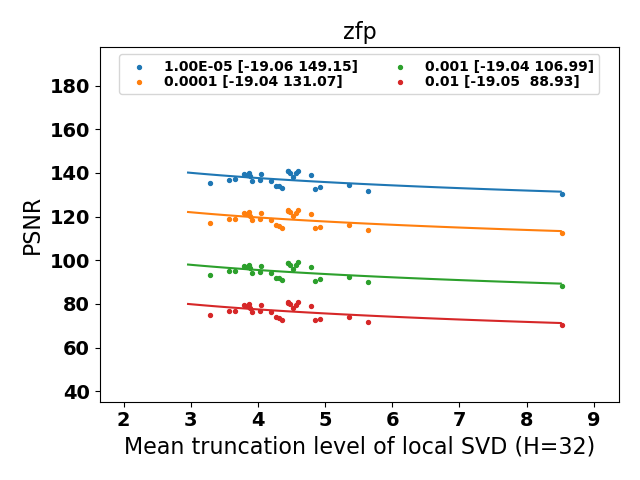 zfp
1.00E-05 [-19.06 149.15]
0.0001 [-19.04 131.07]
0.001 [-19.04 106.99]
0.01 [-19.05  88.93]
PSNR
180
160
140
120
100
80
60
40
2 3 4 5 6 7 8 9
Mean truncation level of local SVD (H=32)